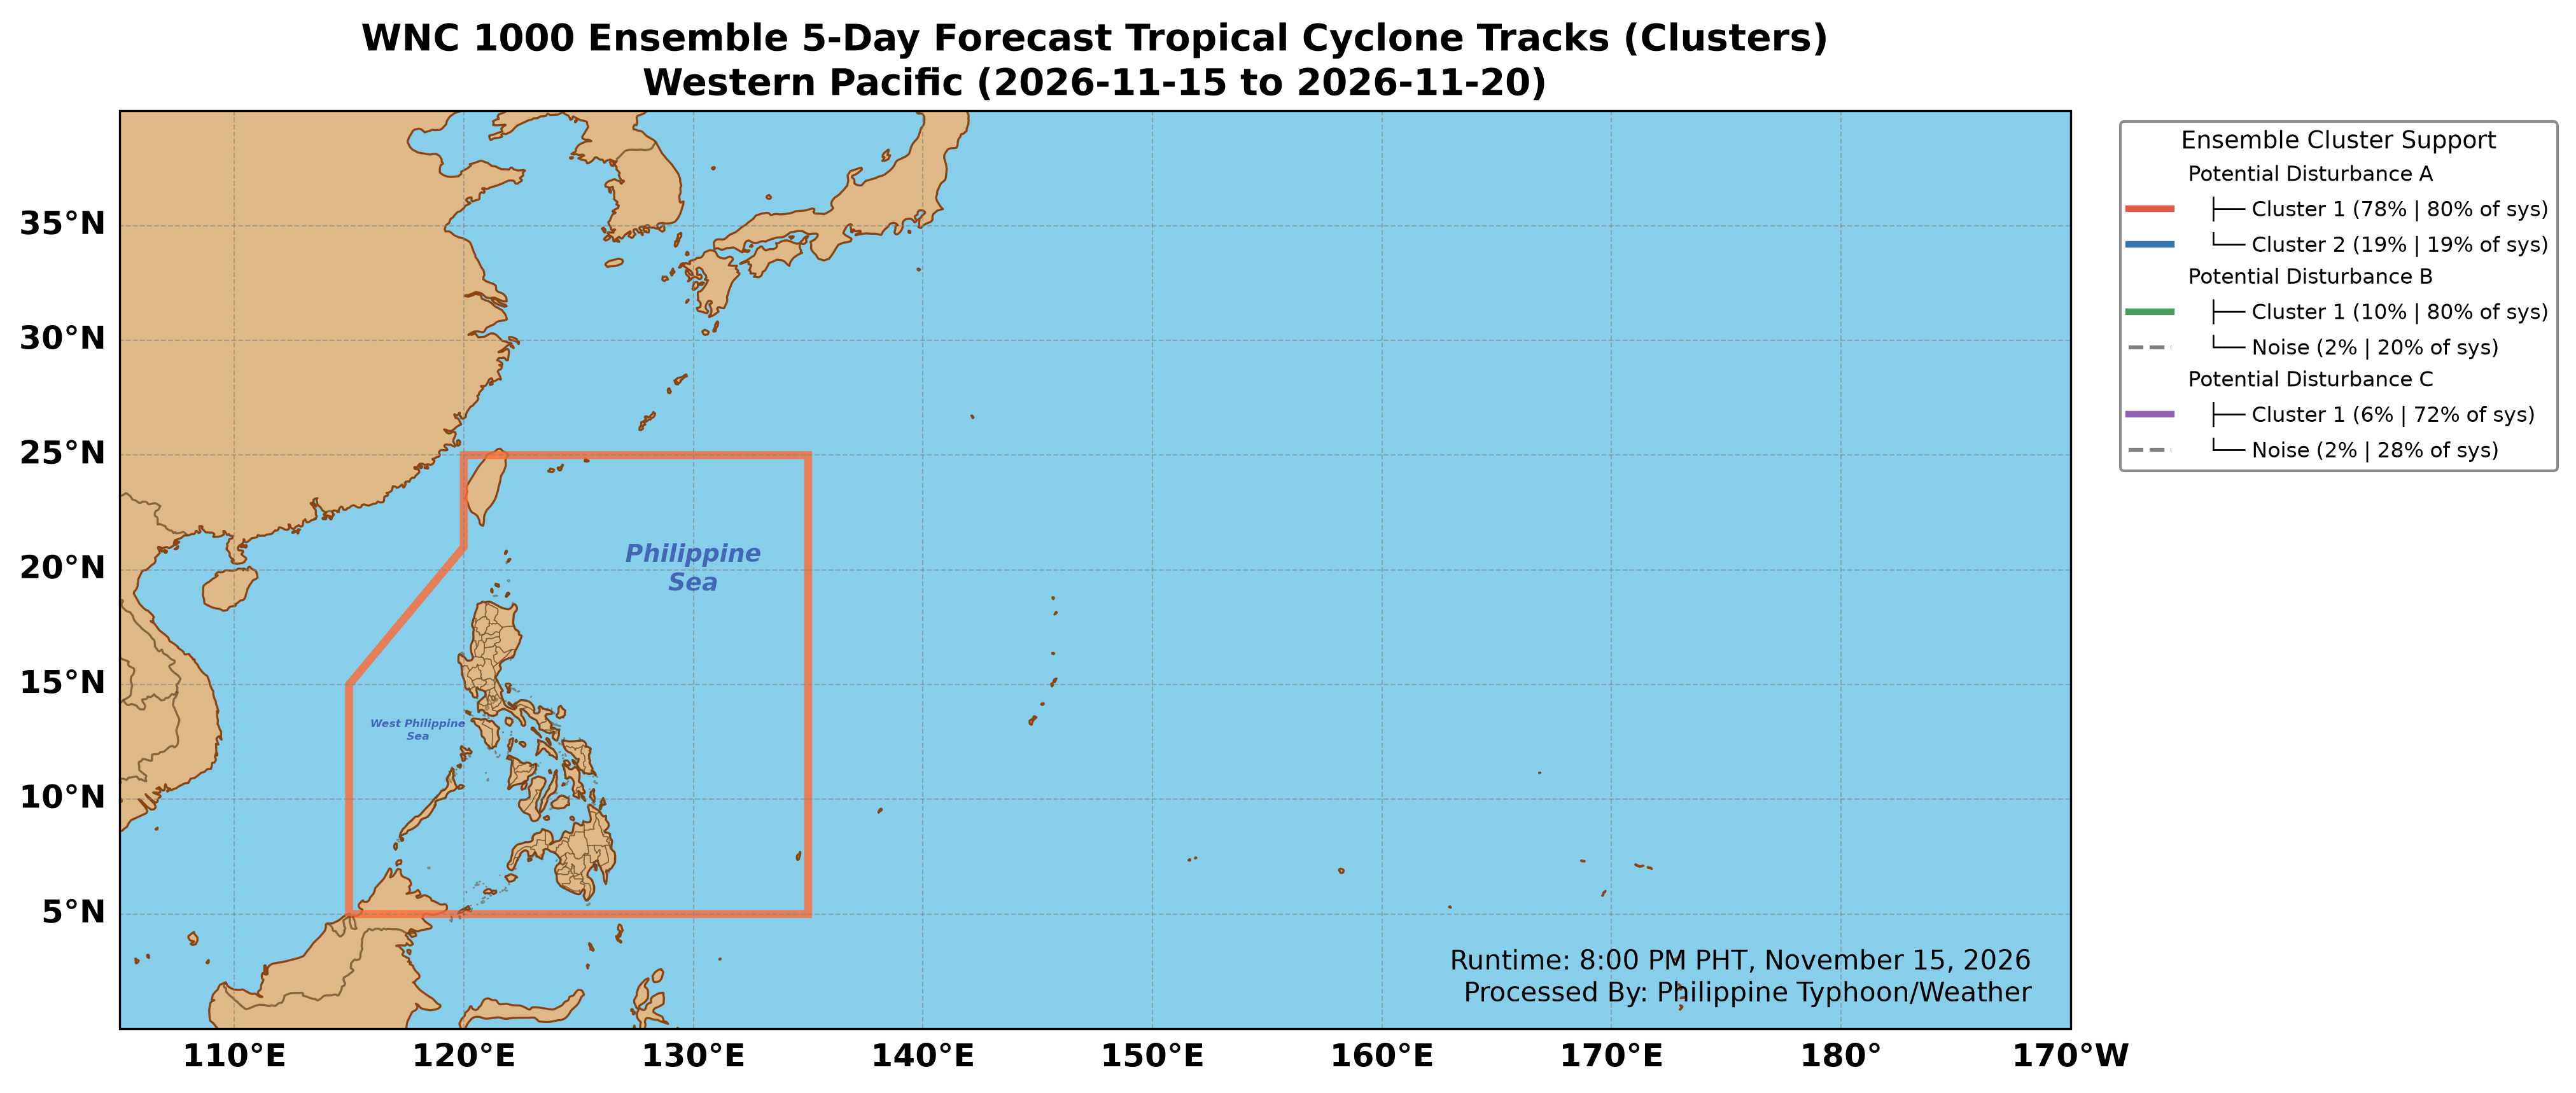 WNC 1000 Ensemble 5-Day Forecast Tropical Cyclone Tracks (Clusters)
Western Pacific (2026-11-15 to 2026-11-20)
Ensemble Cluster Support
Potential Disturbance A
├── Cluster 1 (78% | 80% of sys)
└── Cluster 2 (19% | 19% of sys)
Potential Disturbance B
├── Cluster 1 (10% | 80% of sys)
└── Noise (2% | 20% of sys)
Potential Disturbance C
├── Cluster 1 (6% | 72% of sys)
└── Noise (2% | 28% of sys)
35°N
30°N
25°N
20°N
15°N
10°N
5°N
Philippine
Sea
West Philippine
Sea
Runtime: 8:00 PM PHT, November 15, 2026
Processed By: Philippine Typhoon/Weather
110°E
120°E
130°E
140°E
150°E
160°E
170°E
180°
170°W